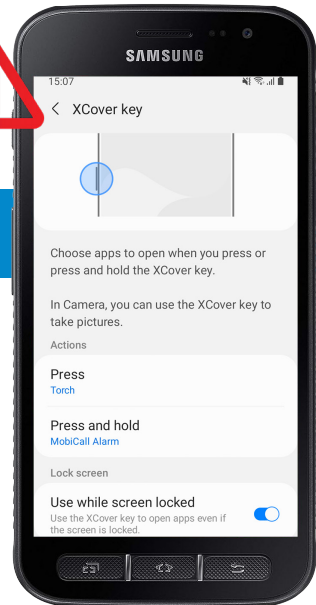 SAMSUNG
15:07
XCover key
Choose apps to open when you press or
press and hold the XCover key.
In Camera, you can use the XCover key to
take pictures.
Actions
Press
Torch
Press and hold
MobiCall Alarm
Lock screen
Use while screen locked
Use the XCover key to open apps even if
the screen is locked.